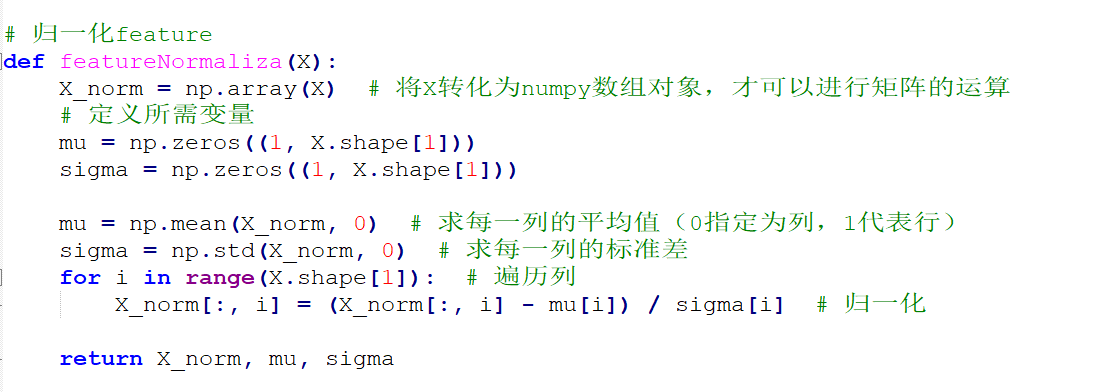 # 归一化feature
def featureNormaliza(X):
    X_norm = np.array(X)  # 将X转化为numpy数组对象，才可以进行矩阵的运算
    # 定义所需变量
    mu = np.zeros((1, X.shape[1]))
    sigma = np.zeros((1, X.shape[1]))

    mu = np.mean(X_norm, 0)  # 求每一列的平均值（0指定为列，1代表行）
    sigma = np.std(X_norm, 0)  # 求每一列的标准差
    for i in range(X.shape[1]):  # 遍历列
        X_norm[:, i] = (X_norm[:, i] - mu[i]) / sigma[i]  # 归一化

    return X_norm, mu, sigma